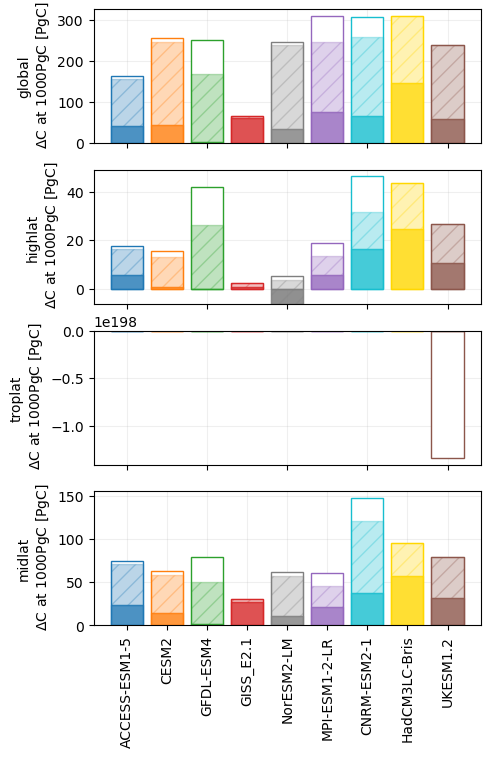 global
ΔC at 1000PgC [PgC]
300
200
100
0
highlat
ΔC at 1000PgC [PgC]
40
20
0
1e198
troplat
ΔC at 1000PgC [PgC]
0.0
−0.5
−1.0
midlat
ΔC at 1000PgC [PgC]
150
100
50
0
ACCESS-ESM1-5
CESM2
GFDL-ESM4
GISS_E2.1
NorESM2-LM
MPI-ESM1-2-LR
CNRM-ESM2-1
HadCM3LC-Bris
UKESM1.2